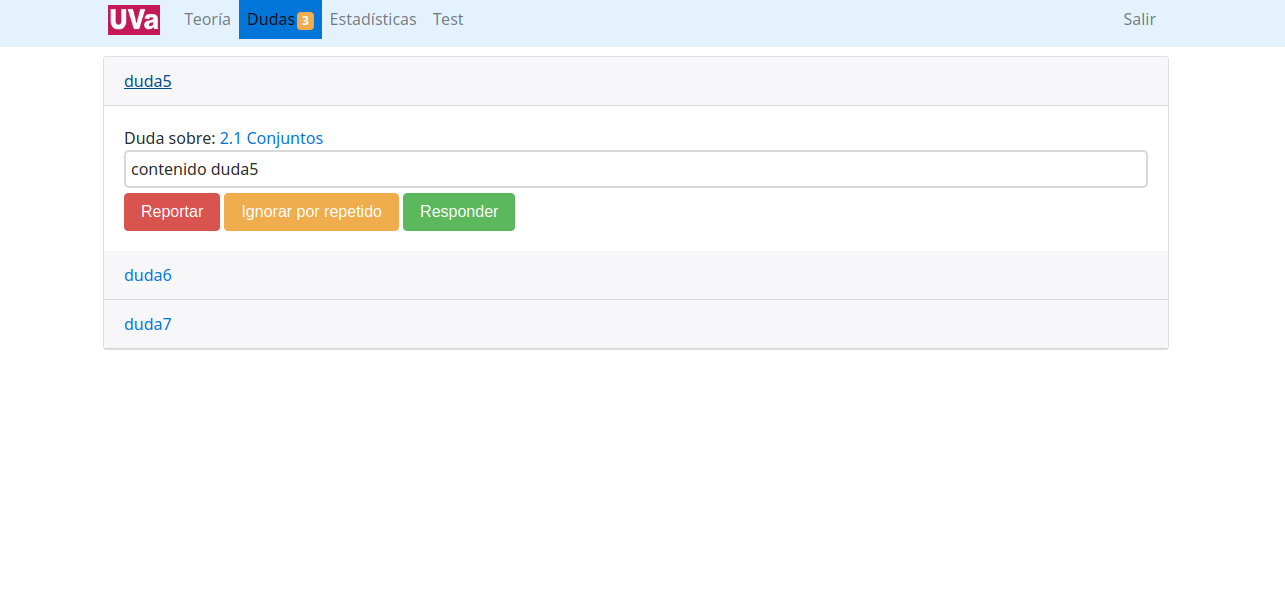 UVa Teoría Dudas 3 Estadísticas Test Salir
duda5
Duda sobre: 2.1 Conjuntos
contenido duda5
Reportar Ignorar por repetido Responder
duda6
duda7